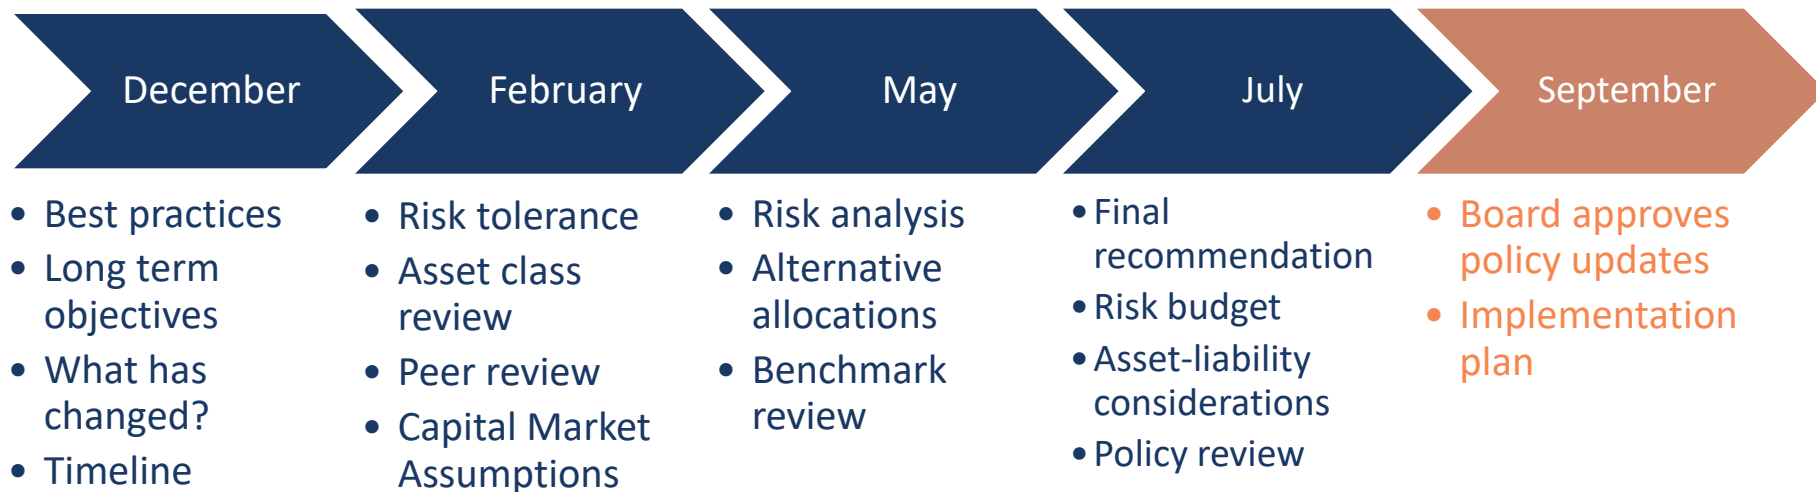 December
February
May
July
September
• Best practices
• Long term
objectives
• What has
changed?
• Timeline
• Risk tolerance
• Asset class
review
• Peer review
• Capital Market
Assumptions
• Risk analysis
• Alternative
allocations
• Benchmark
review
• Final
recommendation
• Risk budget
• Asset-liability
considerations
• Policy review
• Board approves
policy updates
• Implementation
plan